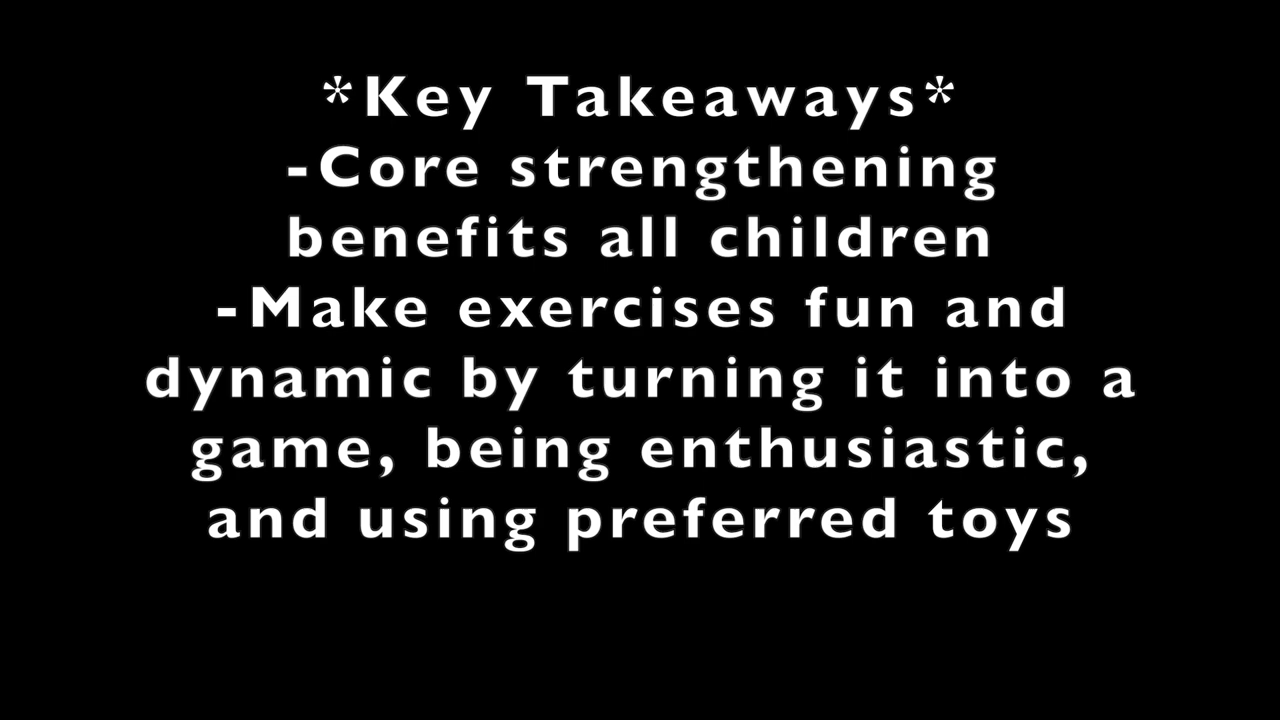 *Key Takeaways*
-Core strengthening
benefits all children
-Make exercises fun and
dynamic by turning it into a
game, being enthusiastic,
and using preferred toys